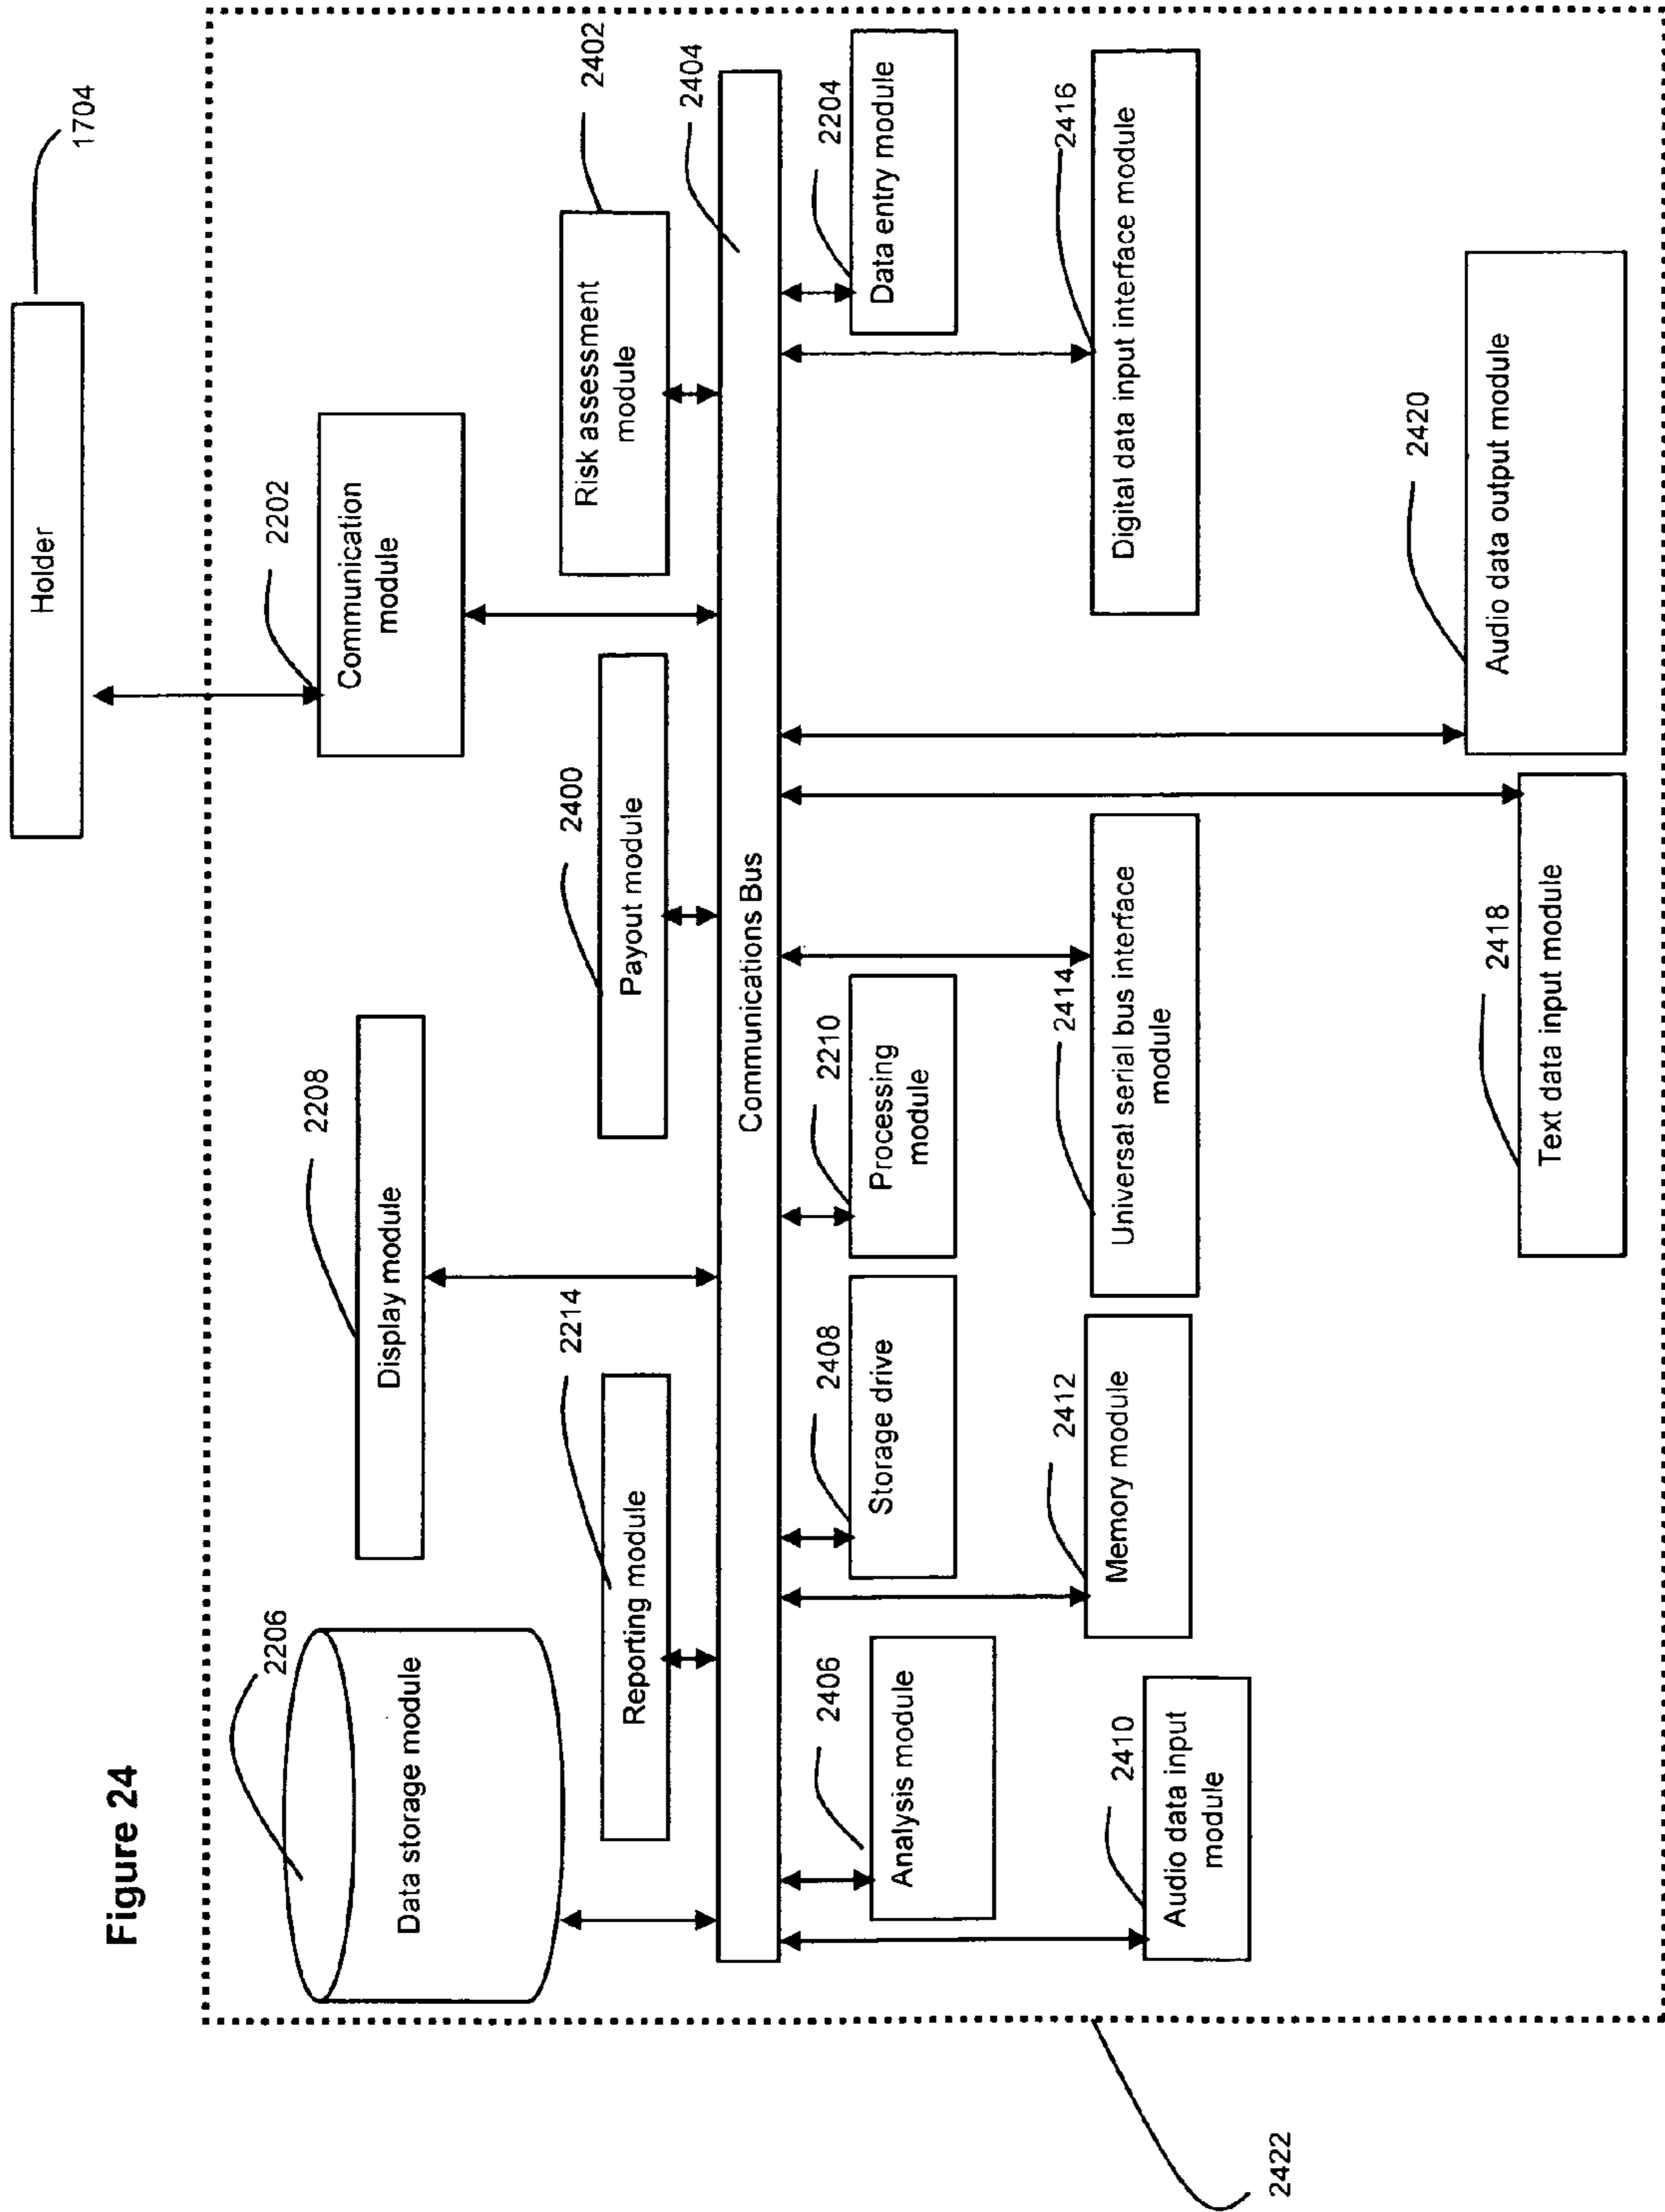 Figure 24
Holder
1704
2206
Data storage module
2208
Display module
2202
Communication
module
2214
Reporting module
2400
Payout module
Risk assessment
module
2402
Communications Bus
2404
2406
Analysis module
2408
Storage drive
2210
Processing
module
2204
Data entry module
2410
Audio data input
module
2412
Memory module
2414
Universal serial bus interface
module
2416
Digital data input interface module
2418
Text data input module
2420
Audio data output module
2422